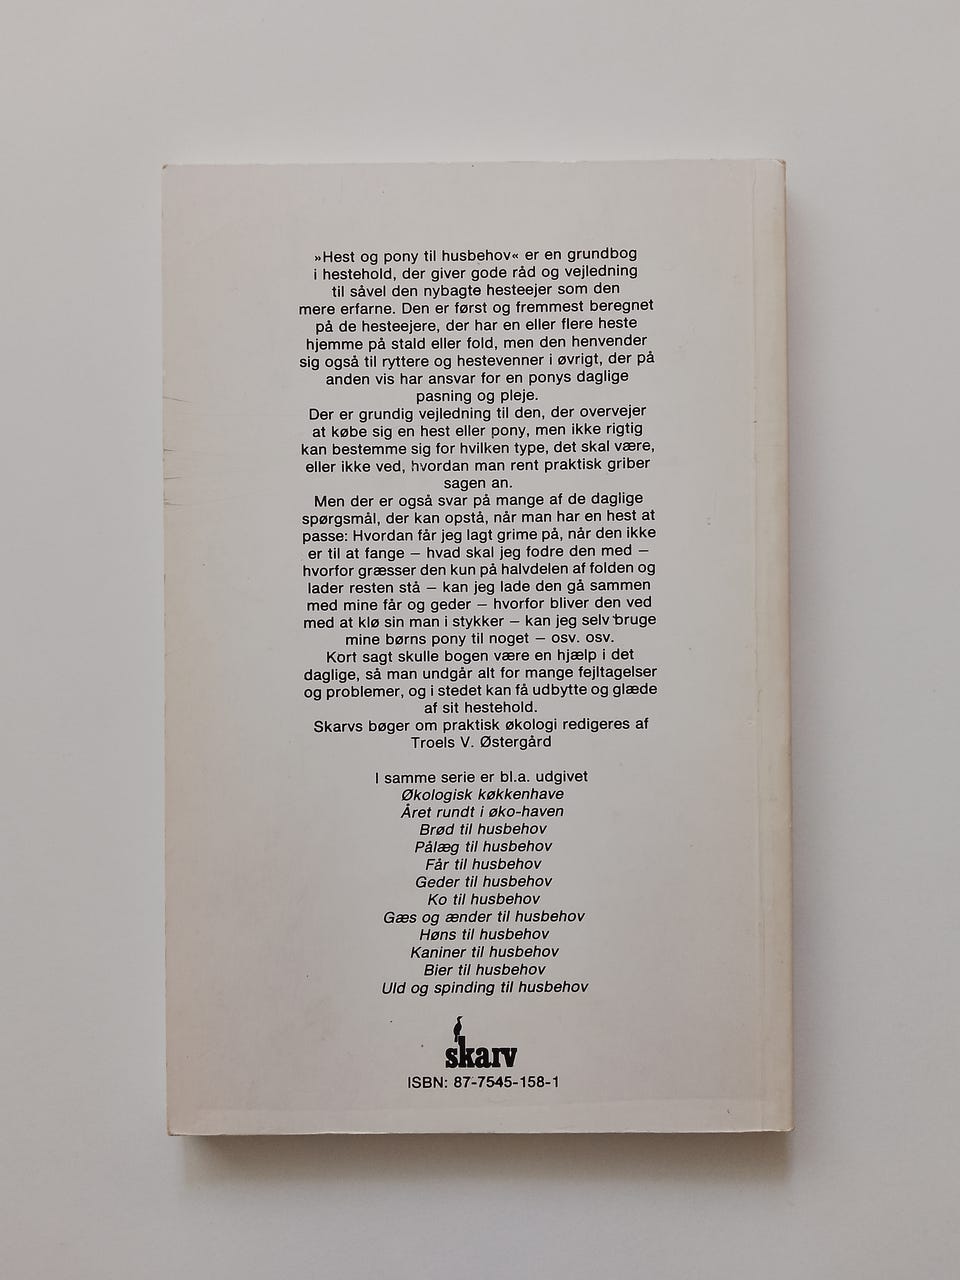 »Hest og pony til husbehov« er en grundbog
i hestehold, der giver gode råd og vejledning
til såvel den nybagte hesteejer som den
mere erfarne. Den er først og fremmest beregnet
på de hesteejere, der har en eller flere heste
hjemme på stald eller fold, men den henvender
sig også til ryttere og hestevenner i øvrigt, der på
anden vis har ansvar for en ponys daglige
pasning og pleje.
Der er grundig vejledning til den, der overvejer
at købe sig en hest eller pony, men ikke rigtig
kan bestemme sig for hvilken type, det skal være,
eller ikke ved, hvordan man rent praktisk griber
sagen an.
Men der er også svar på mange af de daglige
spørgsmål, der kan opstå, når man har en hest at
passe: Hvordan får jeg lagt grime på, når den ikke
er til at fange – hvad skal jeg fodre den med –
hvorfor græsser den kun på halvdelen af folden og
lader resten stå – kan jeg lade den gå sammen
med mine får og geder – hvorfor bliver den ved
med at klø sin man i stykker – kan jeg selv bruge
mine børns pony til noget – osv. osv.
Kort sagt skulle bogen være en hjælp i det
daglige, så man undgår alt for mange fejltagelser
og problemer, og i stedet kan få udbytte og glæde
af sit hestehold.
Skarvs bøger om praktisk økologi redigeres af
Troels V. Østergård
I samme serie er bl.a. udgivet
Økologisk køkkenhave
Året rundt i øko-haven
Brød til husbehov
Pålæg til husbehov
Får til husbehov
Geder til husbehov
Ko til husbehov
Gæs og ænder til husbehov
Høns til husbehov
Kaniner til husbehov
Bier til husbehov
Uld og spinding til husbehov
skarv
ISBN: 87-7545-158-1